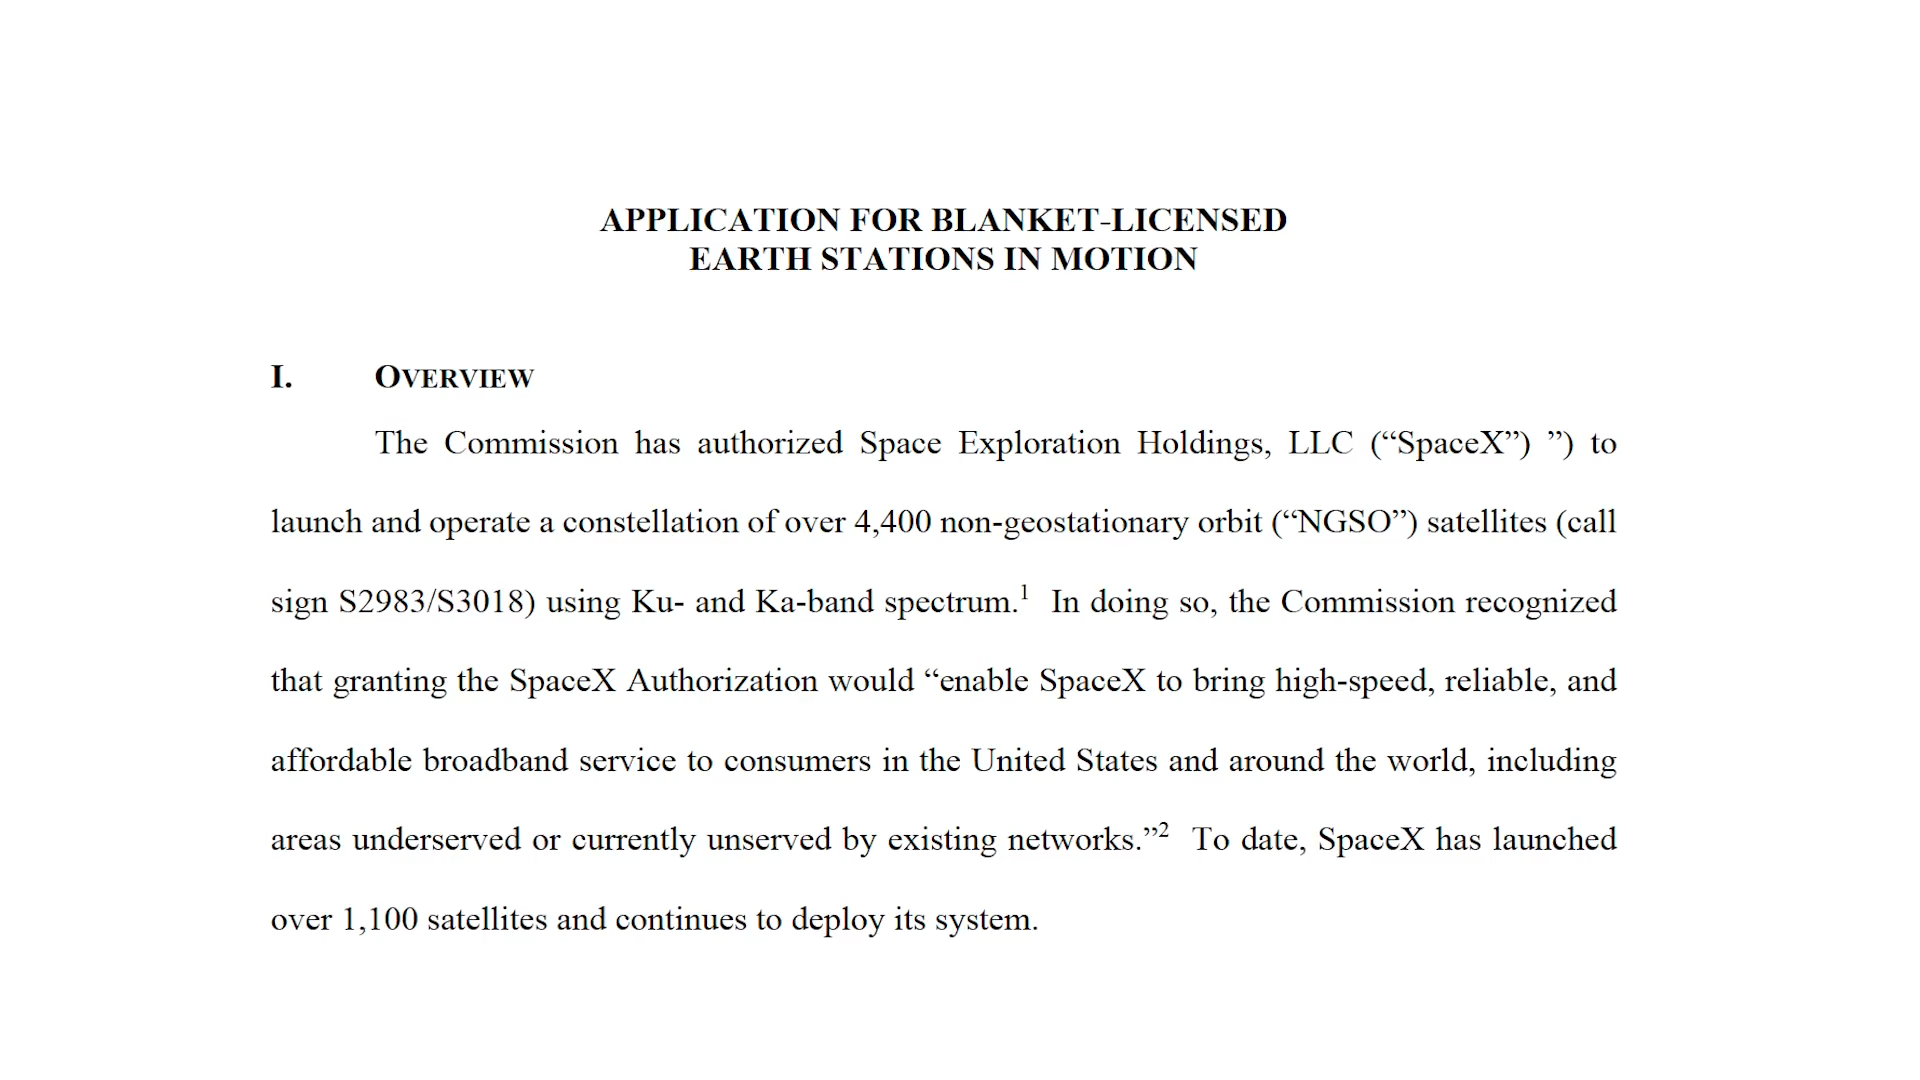 APPLICATION FOR BLANKET-LICENSED
EARTH STATIONS IN MOTION
I. OVERVIEW
The Commission has authorized Space Exploration Holdings, LLC (“SpaceX”) ”) to
launch and operate a constellation of over 4,400 non-geostationary orbit (“NGSO”) satellites (call
sign S2983/S3018) using Ku- and Ka-band spectrum.1 In doing so, the Commission recognized
that granting the SpaceX Authorization would “enable SpaceX to bring high-speed, reliable, and
affordable broadband service to consumers in the United States and around the world, including
areas underserved or currently unserved by existing networks.”2 To date, SpaceX has launched
over 1,100 satellites and continues to deploy its system.